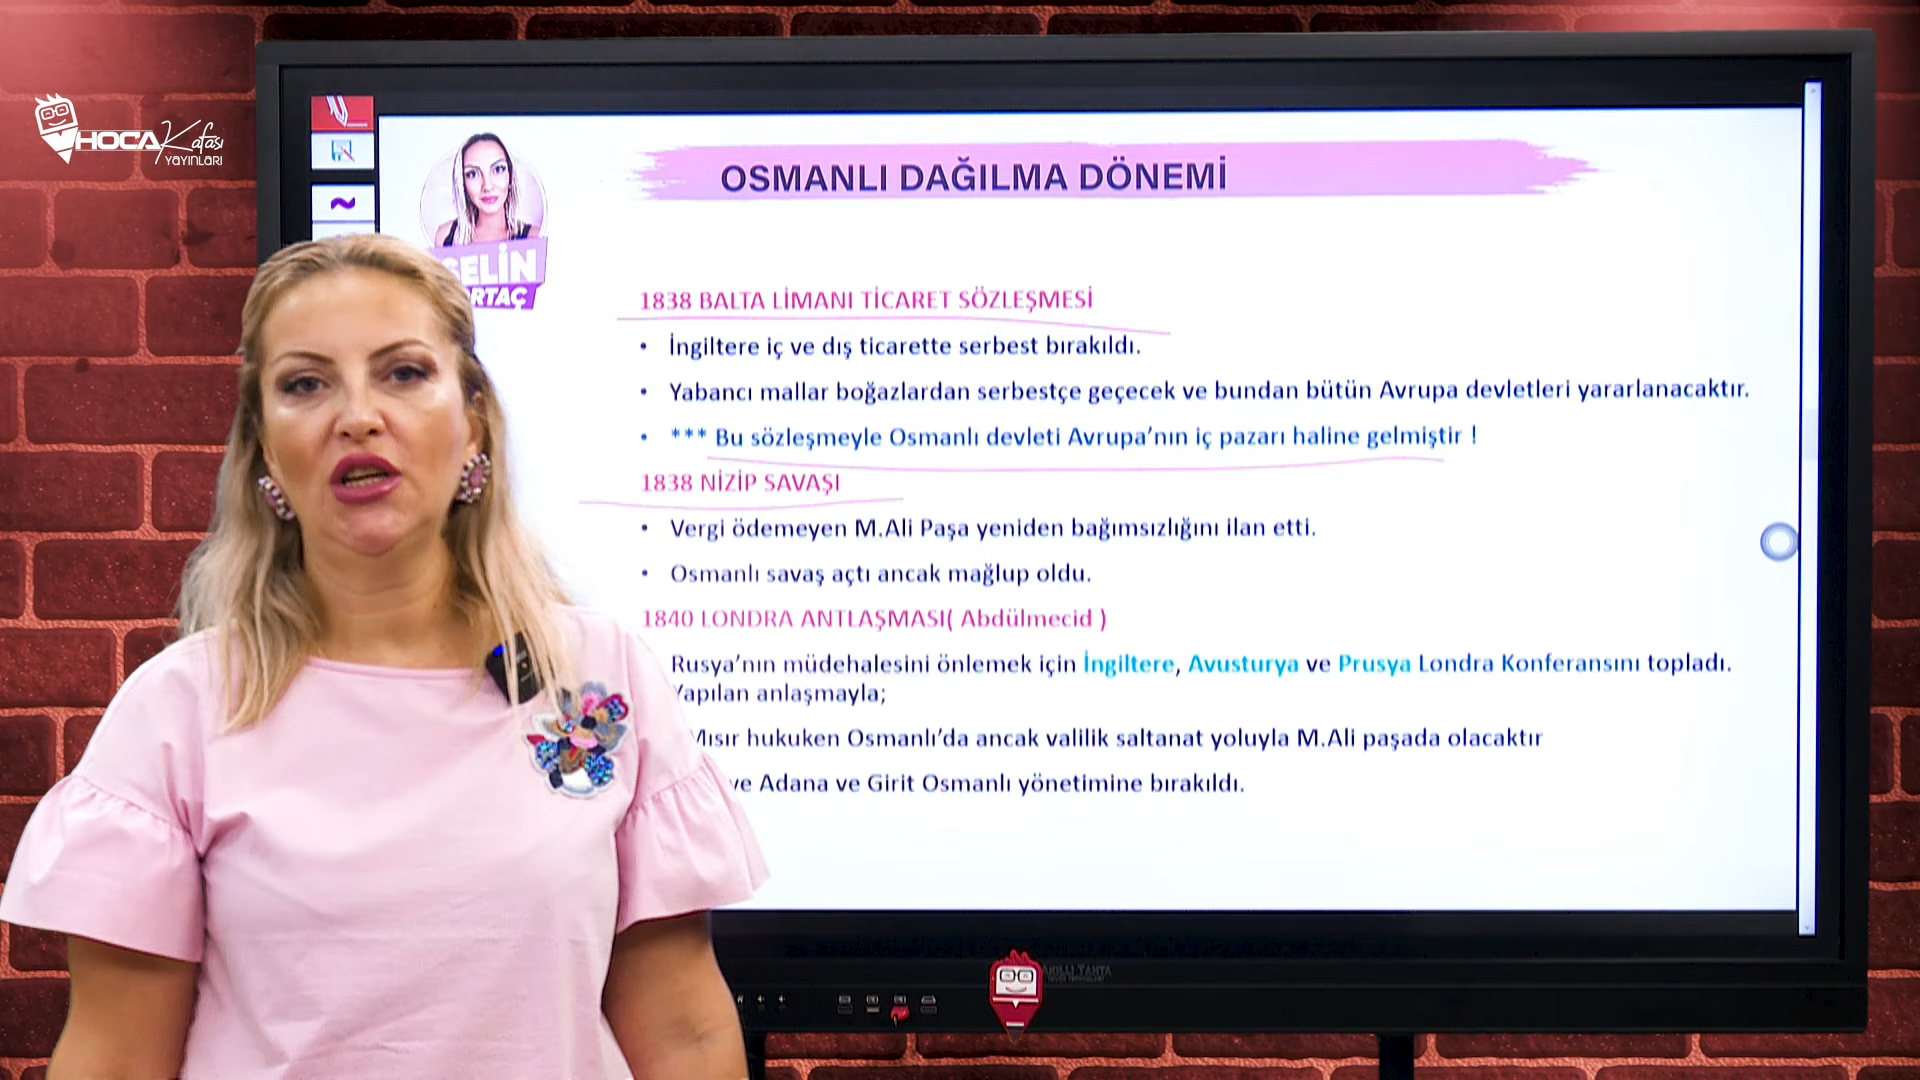 HOCA Kafası
YAYINLARI
OSMANLI DAĞILMA DÖNEMİ
SELİN
RTAÇ
1838 BALTA LİMANI TİCARET SÖZLEŞMESİ
• İngiltere iç ve dış ticarette serbest bırakıldı.
• Yabancı mallar boğazlardan serbestçe geçecek ve bundan bütün Avrupa devletleri yararlanacaktır.
• *** Bu sözleşmeyle Osmanlı devleti Avrupa'nın iç pazarı haline gelmiştir !
1838 NİZİP SAVAŞI
• Vergi ödemeyen M.Ali Paşa yeniden bağımsızlığını ilan etti.
• Osmanlı savaş açtı ancak mağlup oldu.
1840 LONDRA ANTLAŞMASI( Abdülmecid )
Rusya'nın müdehalesini önlemek için İngiltere, Avusturya ve Prusya Londra Konferansını topladı.
Yapılan anlaşmayla;
Mısır hukuken Osmanlı'da ancak valilik saltanat yoluyla M.Ali paşada olacaktır
ve Adana ve Girit Osmanlı yönetimine bırakıldı.
AKILLI TAHTA